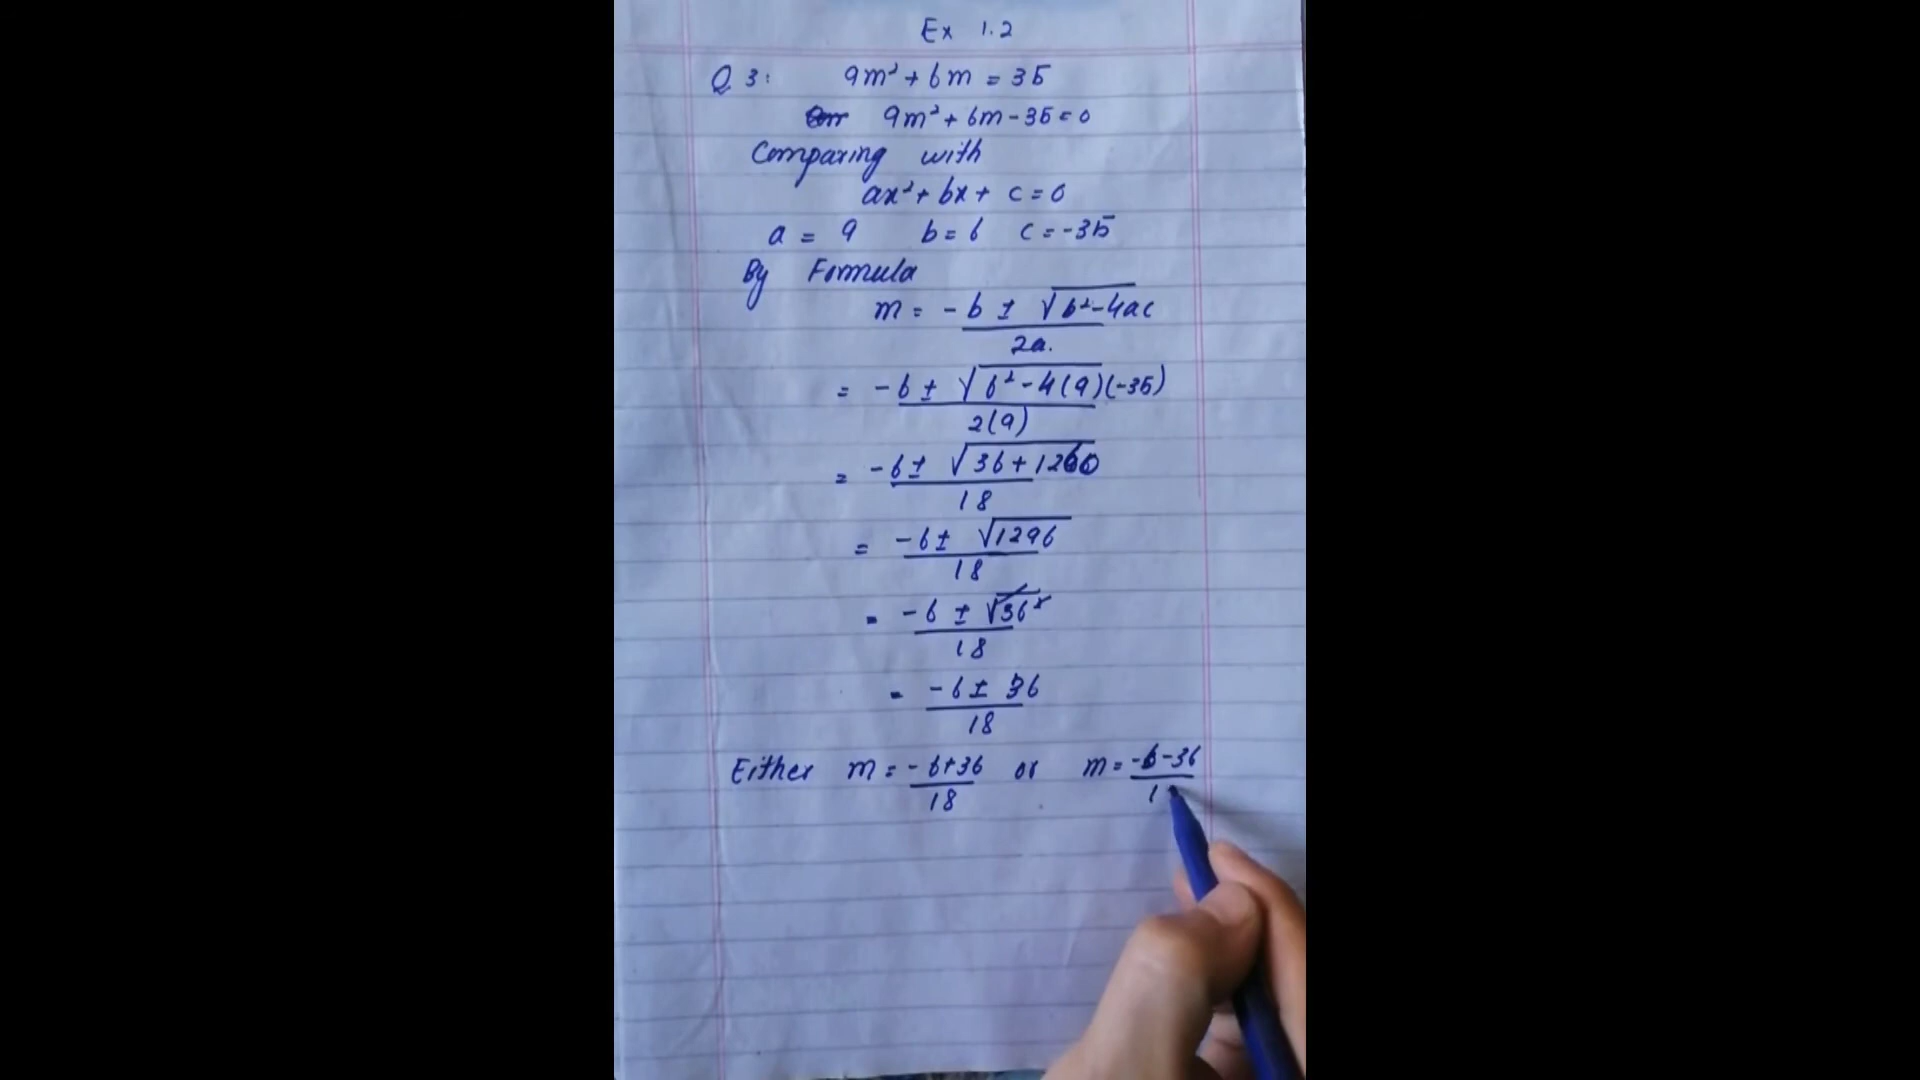 Ex 1.2
Q 3: 9m² + 6m = 35
9m² + 6m - 35 = 0
Comparing with
ax² + bx + c = 0
a = 9 b = 6 c = -35
By Formula
m = -b ± √b² - 4ac
2a.
= -6 ± √6² - 4(9)(-35)
2(9)
= -6 ± √36 + 1260
18
= -6 ± √1296
18
= -6 ± √36²
18
= -6 ± 36
18
Either m = -6+36 or m = -6-36
18 1